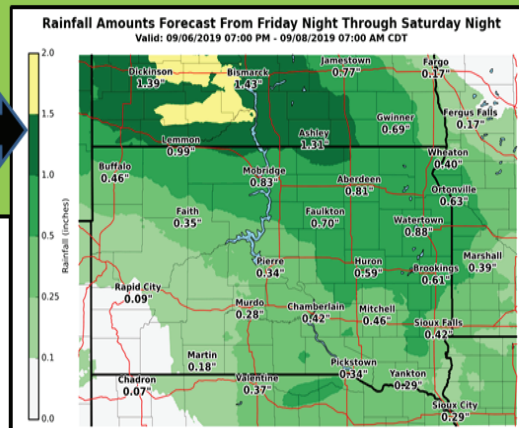 Rainfall Amounts Forecast From Friday Night Through Saturday Night
Valid: 09/06/2019 07:00 PM - 09/08/2019 07:00 AM CDT
2.0
1.5
1.0
0.5
0.25
0.1
0.0
Rainfall (inches)
Dickinson
1.39"
Bismarck
1.43"
Jamestown
0.77"
Fargo
0.17"
Gwinner
0.69"
Fergus Falls
0.17"
Lemmon
0.99"
Ashley
1.31"
Wheaton
0.40"
Buffalo
0.46"
Mobridge
0.83"
Aberdeen
0.81"
Ortonville
0.63"
Faith
0.35"
Faulkton
0.70"
Watertown
0.88"
Pierre
0.34"
Huron
0.59"
Brookings
0.61"
Marshall
0.39"
Rapid City
0.09"
Murdo
0.28"
Chamberlain
0.42"
Mitchell
0.46"
Sioux Falls
0.42"
Martin
0.18"
Pickstown
0.34"
Yankton
0.29"
Chadron
0.07"
Valentine
0.37"
Sioux City
0.29"